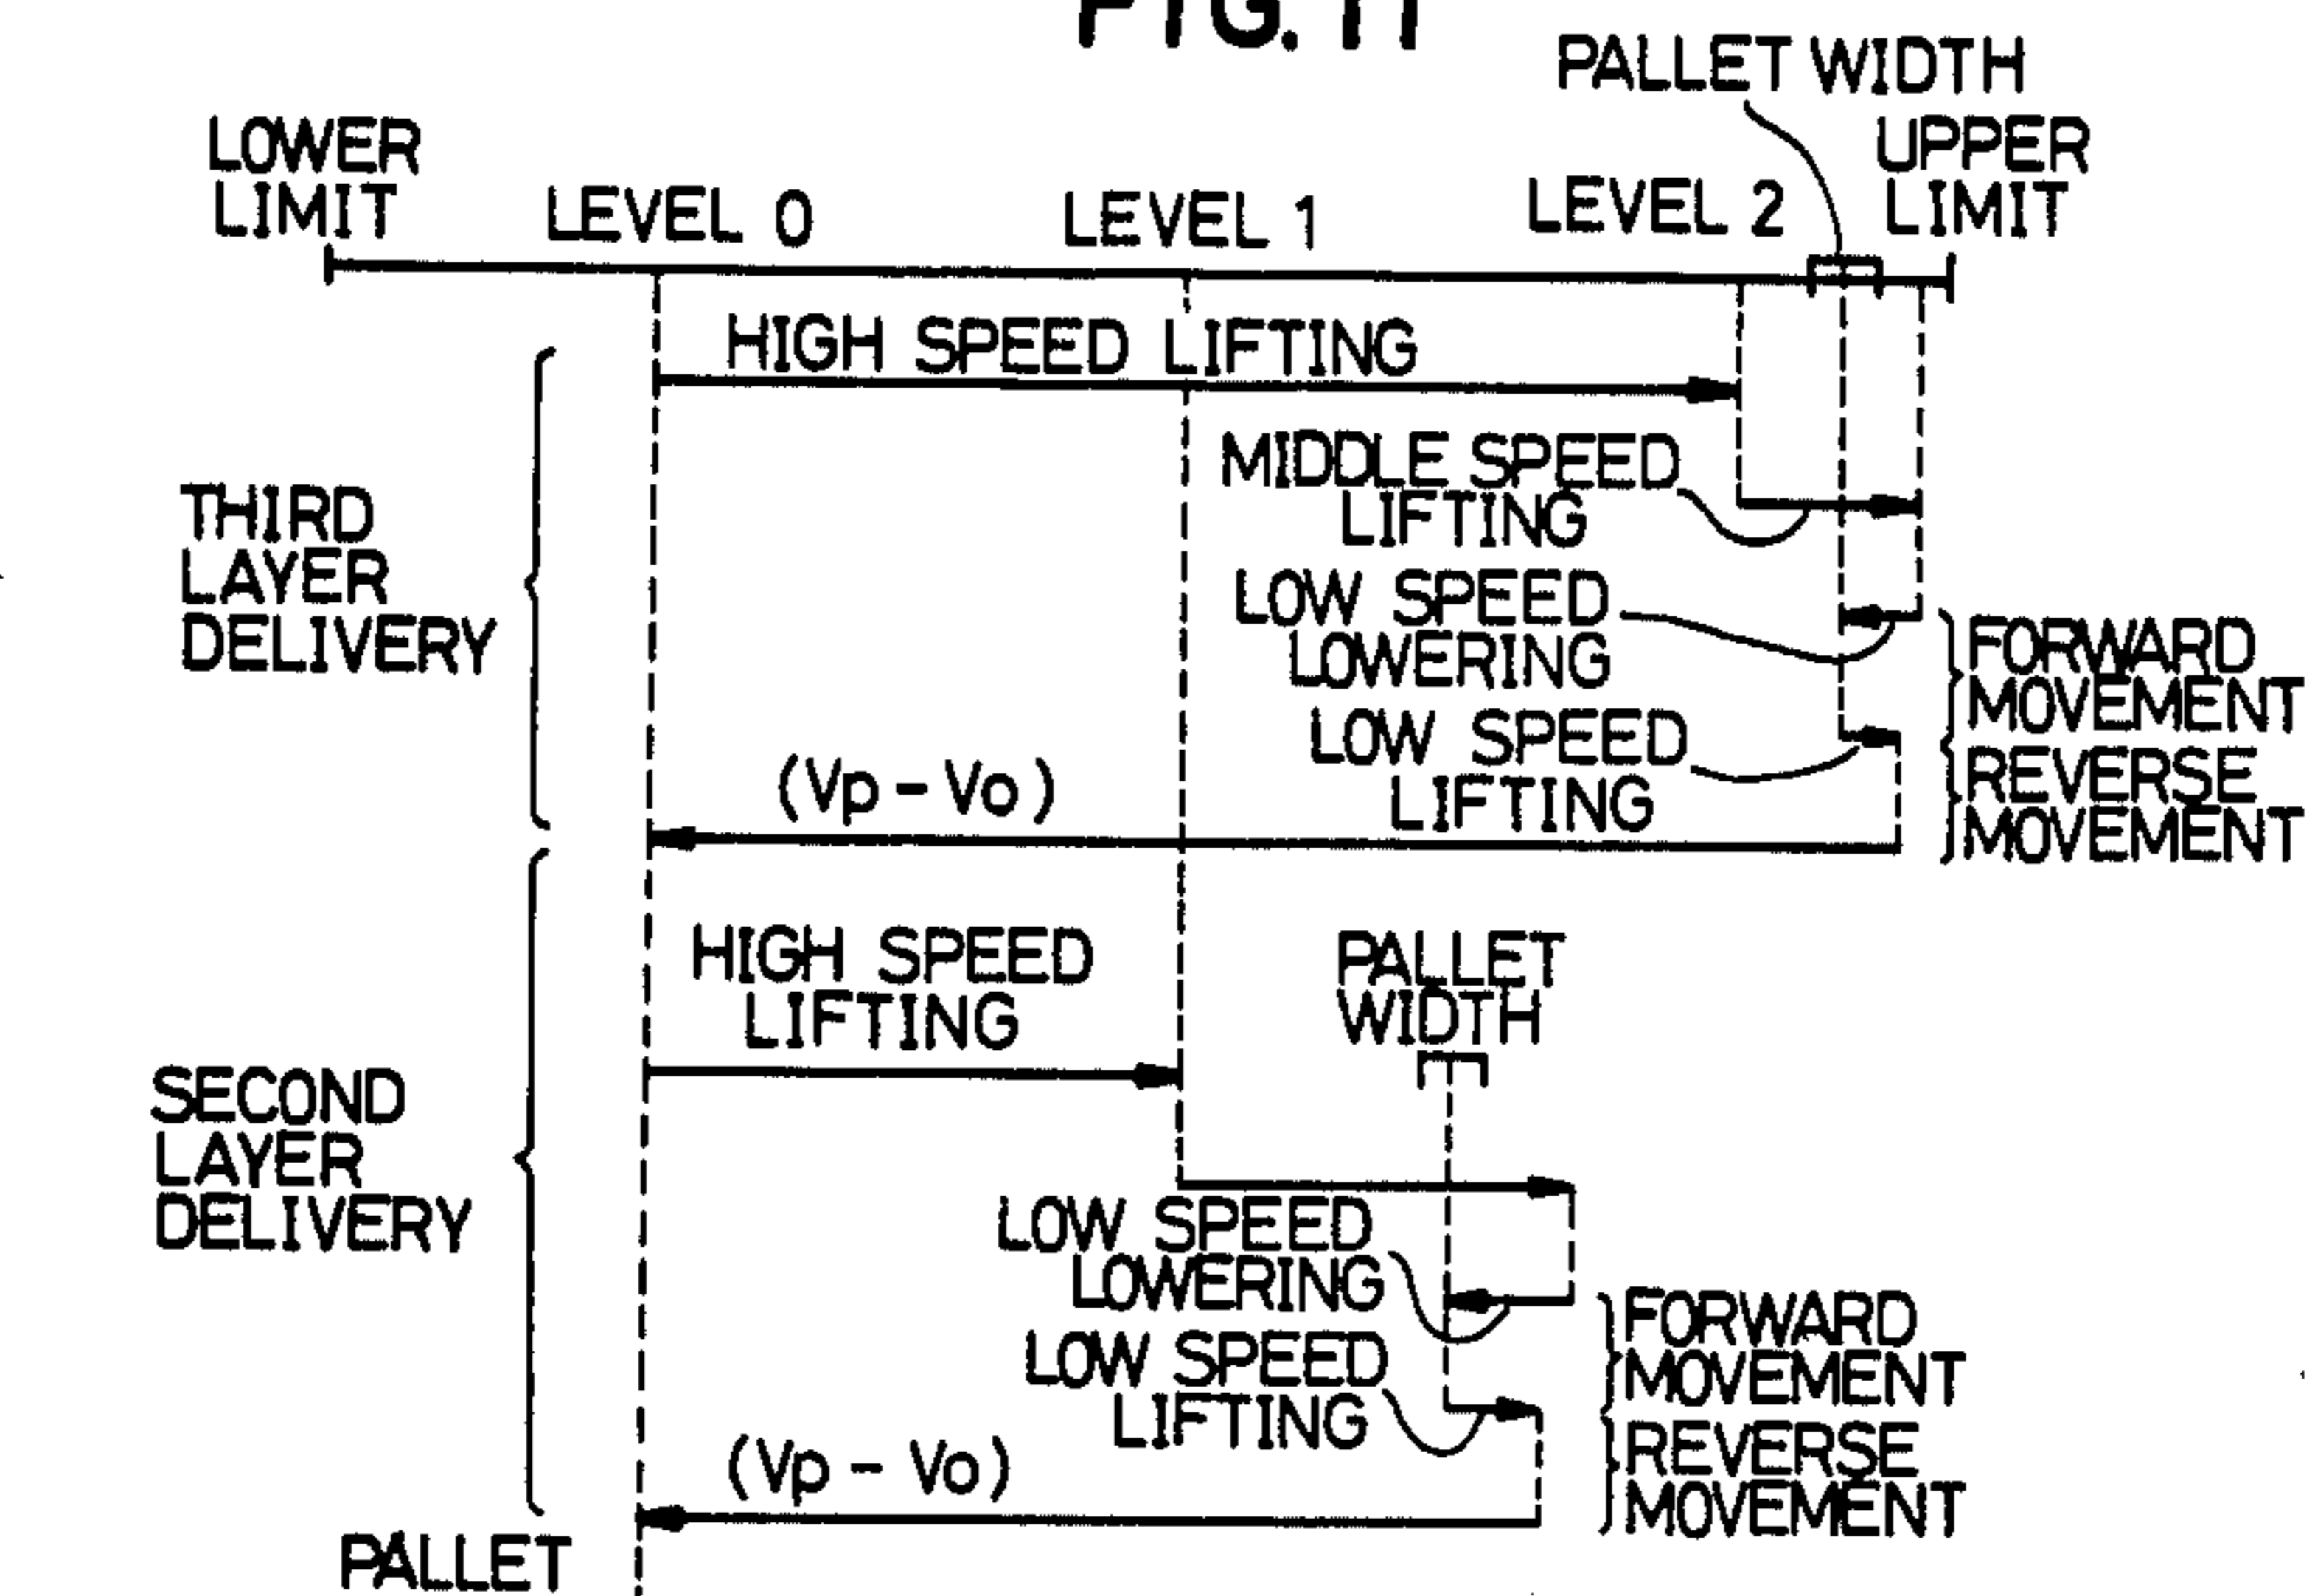 FIG. 11
PALLET WIDTH
LOWER
LIMIT
LEVEL 0
LEVEL 1
LEVEL 2
UPPER
LIMIT
HIGH SPEED LIFTING
MIDDLE SPEED
LIFTING
THIRD
LAYER
DELIVERY
LOW SPEED
LOWERING
FORWARD
MOVEMENT
LOW SPEED
LIFTING
REVERSE
MOVEMENT
(Vp - Vo)
HIGH SPEED
LIFTING
PALLET
WIDTH
SECOND
LAYER
DELIVERY
LOW SPEED
LOWERING
FORWARD
MOVEMENT
LOW SPEED
LIFTING
REVERSE
MOVEMENT
(Vp - Vo)
PALLET